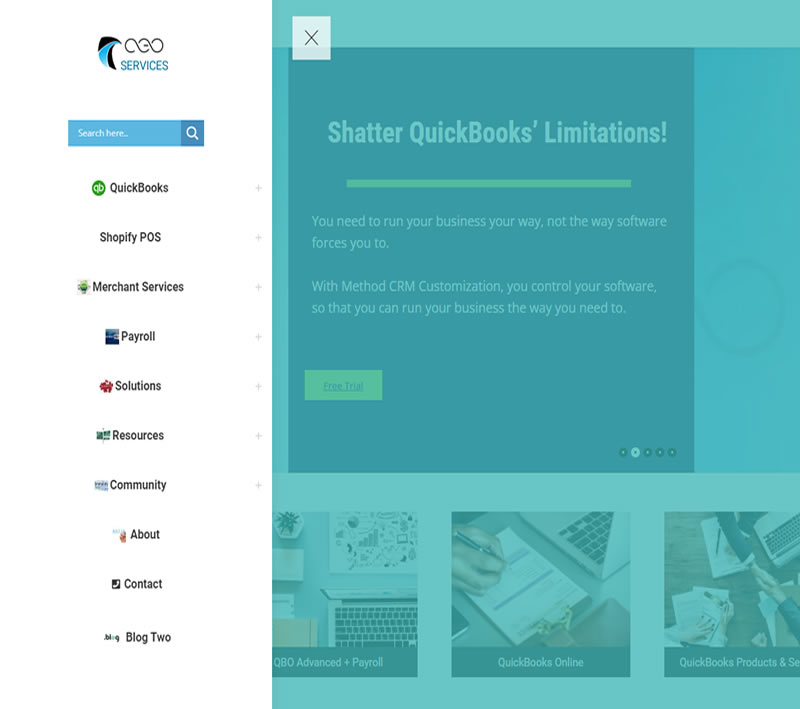 QBO
SERVICES
Search here..
qb QuickBooks +
Shopify POS +
Merchant Services +
Payroll +
Solutions +
Resources +
Community +
About
Contact
.blog Blog Two
Shatter QuickBooks’ Limitations!
You need to run your business your way, not the way software
forces you to.
With Method CRM Customization, you control your software,
so that you can run your business the way you need to.
Free Trial
QBO Advanced + Payroll
QuickBooks Online
QuickBooks Products & Se